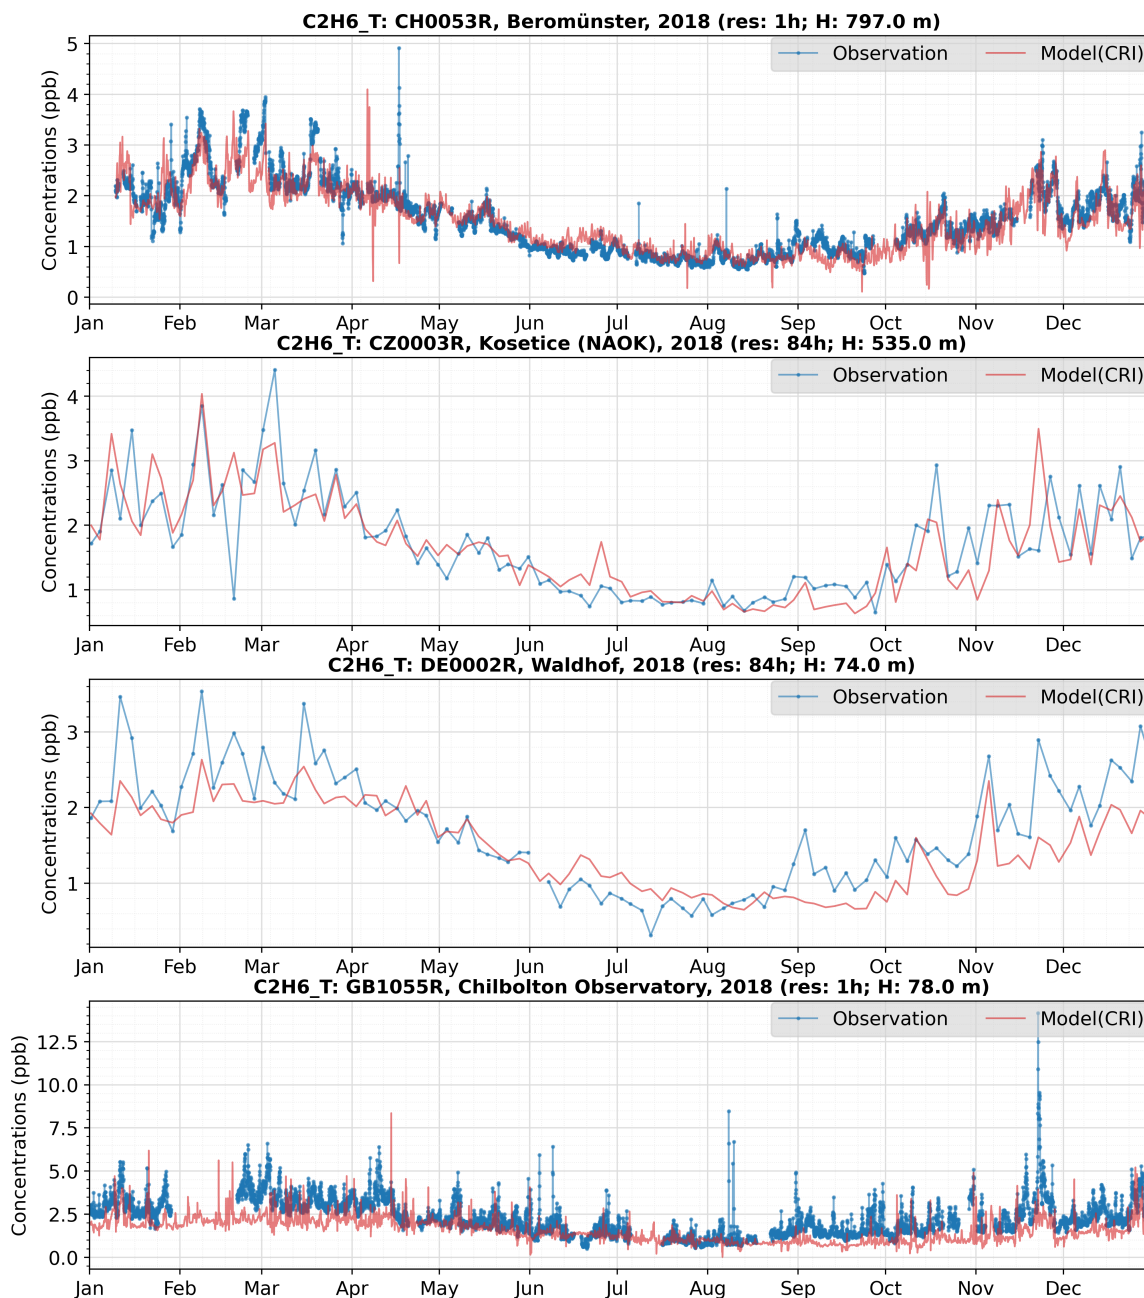 C2H6_T: CH0053R, Beromünster, 2018 (res: 1h; H: 797.0 m)
Concentrations (ppb)
5
4
3
2
1
0
Observation
Model(CRI)
Jan Feb Mar Apr May Jun Jul Aug Sep Oct Nov Dec
C2H6_T: CZ0003R, Kosetice (NAOK), 2018 (res: 84h; H: 535.0 m)
Concentrations (ppb)
4
3
2
1
Observation
Model(CRI)
Jan Feb Mar Apr May Jun Jul Aug Sep Oct Nov Dec
C2H6_T: DE0002R, Waldhof, 2018 (res: 84h; H: 74.0 m)
Concentrations (ppb)
3
2
1
Observation
Model(CRI)
Jan Feb Mar Apr May Jun Jul Aug Sep Oct Nov Dec
C2H6_T: GB1055R, Chilbolton Observatory, 2018 (res: 1h; H: 78.0 m)
Concentrations (ppb)
12.5
10.0
7.5
5.0
2.5
0.0
Observation
Model(CRI)
Jan Feb Mar Apr May Jun Jul Aug Sep Oct Nov Dec